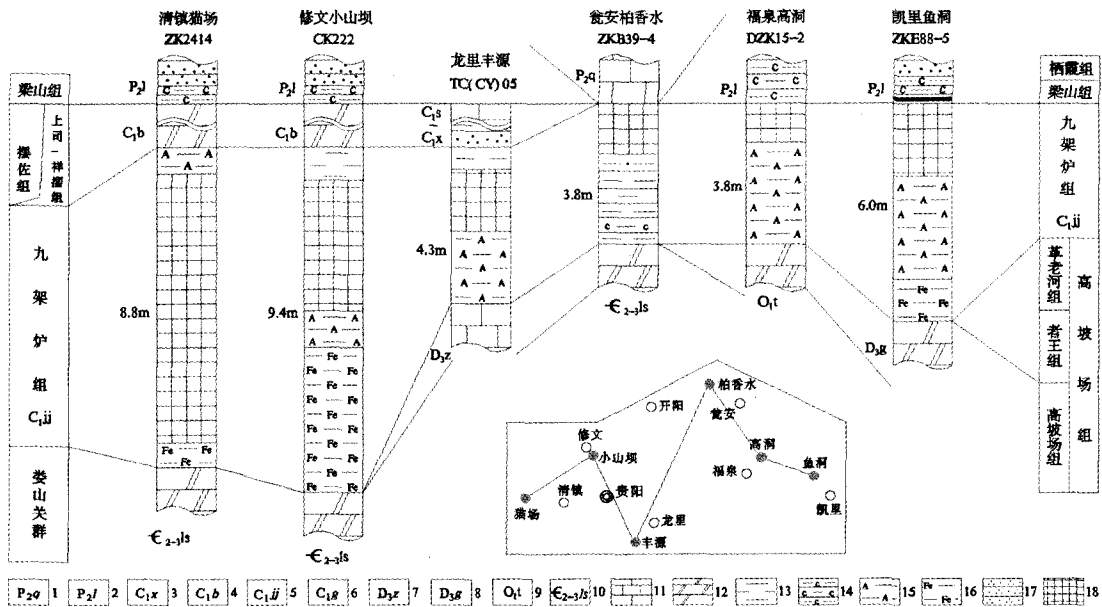 清镇猫场
ZK2414
修文小山坝
CK222
龙里丰源
TC(CY)05
瓮安柏香水
ZKB39-4
福泉高洞
DZK15-2
凯里鱼洞
ZKE88-5
梁山组
上司-祥摆组
摆佐组
九架炉组
C₁jj
娄山关群
P₂l
C₁b
8.8m
-Є₂₋₃ls
P₂l
C₁b
9.4m
-Є₂₋₃ls
C₁s
C₁x
4.3m
D₃z
P₂q
3.8m
-Є₂₋₃ls
P₂l
3.8m
O₁t
P₂l
6.0m
D₃g
栖霞组
梁山组
九架炉组
C₁jj
革老河组
者王组
高坡场组
高坡场组
柏香水
开阳
瓮安
修文
小山坝
高洞
鱼洞
福泉
清镇
贵阳
猫场
龙里
凯里
丰源
P₂q 1 P₂l 2 C₁x 3 C₁b 4 C₁jj 5 C₁g 6 D₃z 7 D₃g 8 O₁t 9 Є₂₋₃ls 10 11 12 13 14 15 16 17 18